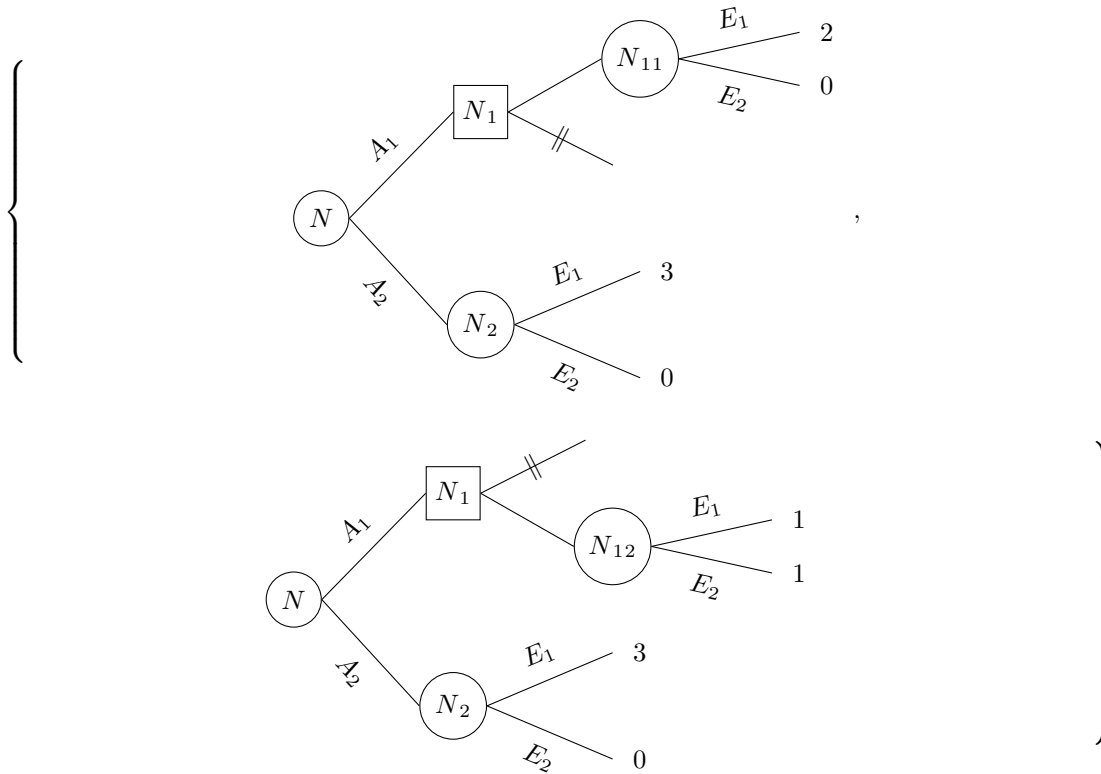 E₁ 2
N₁₁
E₂ 0
N₁
A₁
N ,
A₂
E₁ 3
N₂
E₂ 0
N₁
E₁ 1
A₁
N₁₂
E₂ 1
N
A₂
E₁ 3
N₂
E₂ 0